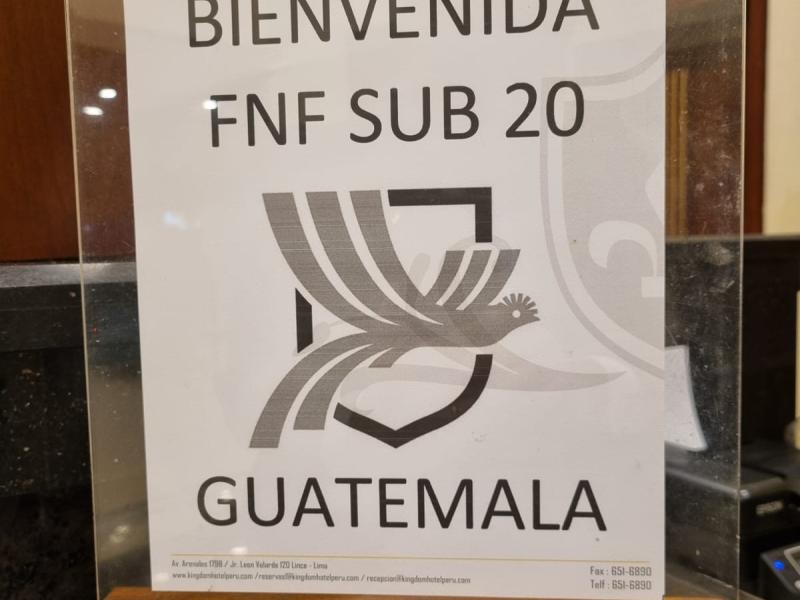 BIENVENIDA
FNF SUB 20
GUATEMALA
Av. Arenales 1798 / Jr. Leon Velarde 120 Lince - Lima
www.kingdomhotelperu.com /reservas1@kingdomhotelperu.com / recepcion@kingdomhotelperu.com
Fax : 651-6890
Telf : 651-6890